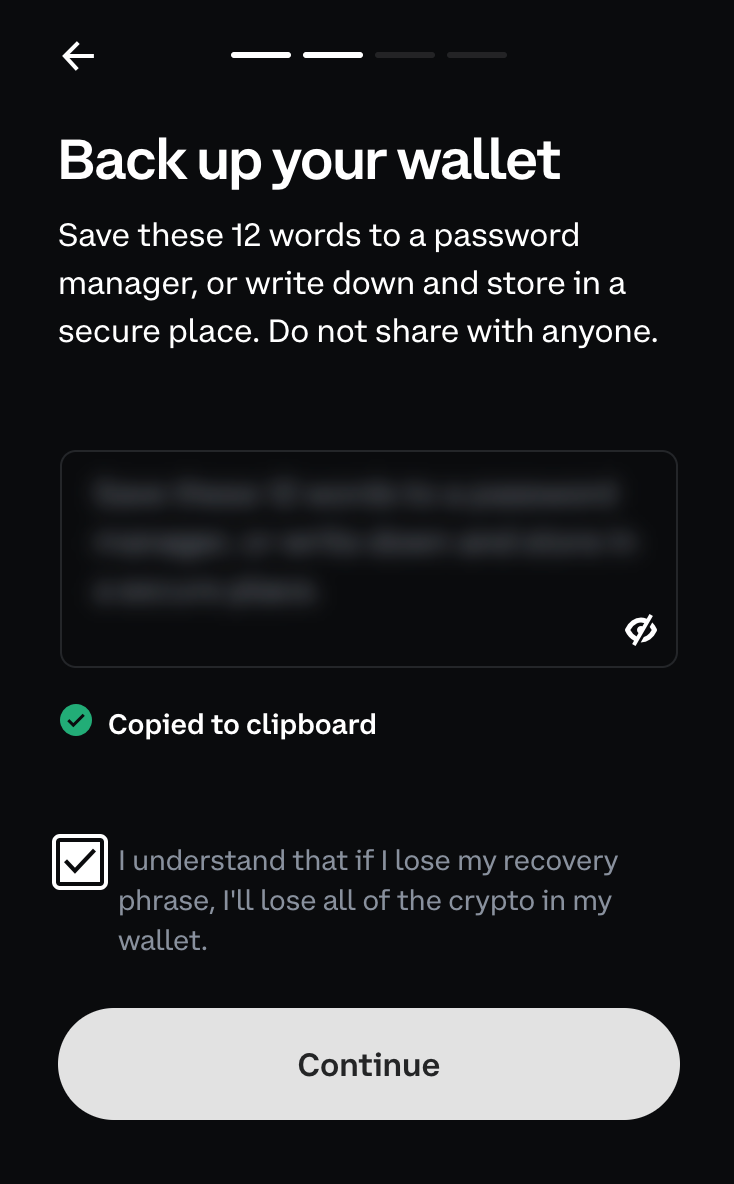 Back up your wallet
Save these 12 words to a password
manager, or write down and store in a
secure place. Do not share with anyone.
Copied to clipboard
I understand that if I lose my recovery
phrase, I'll lose all of the crypto in my
wallet.
Continue